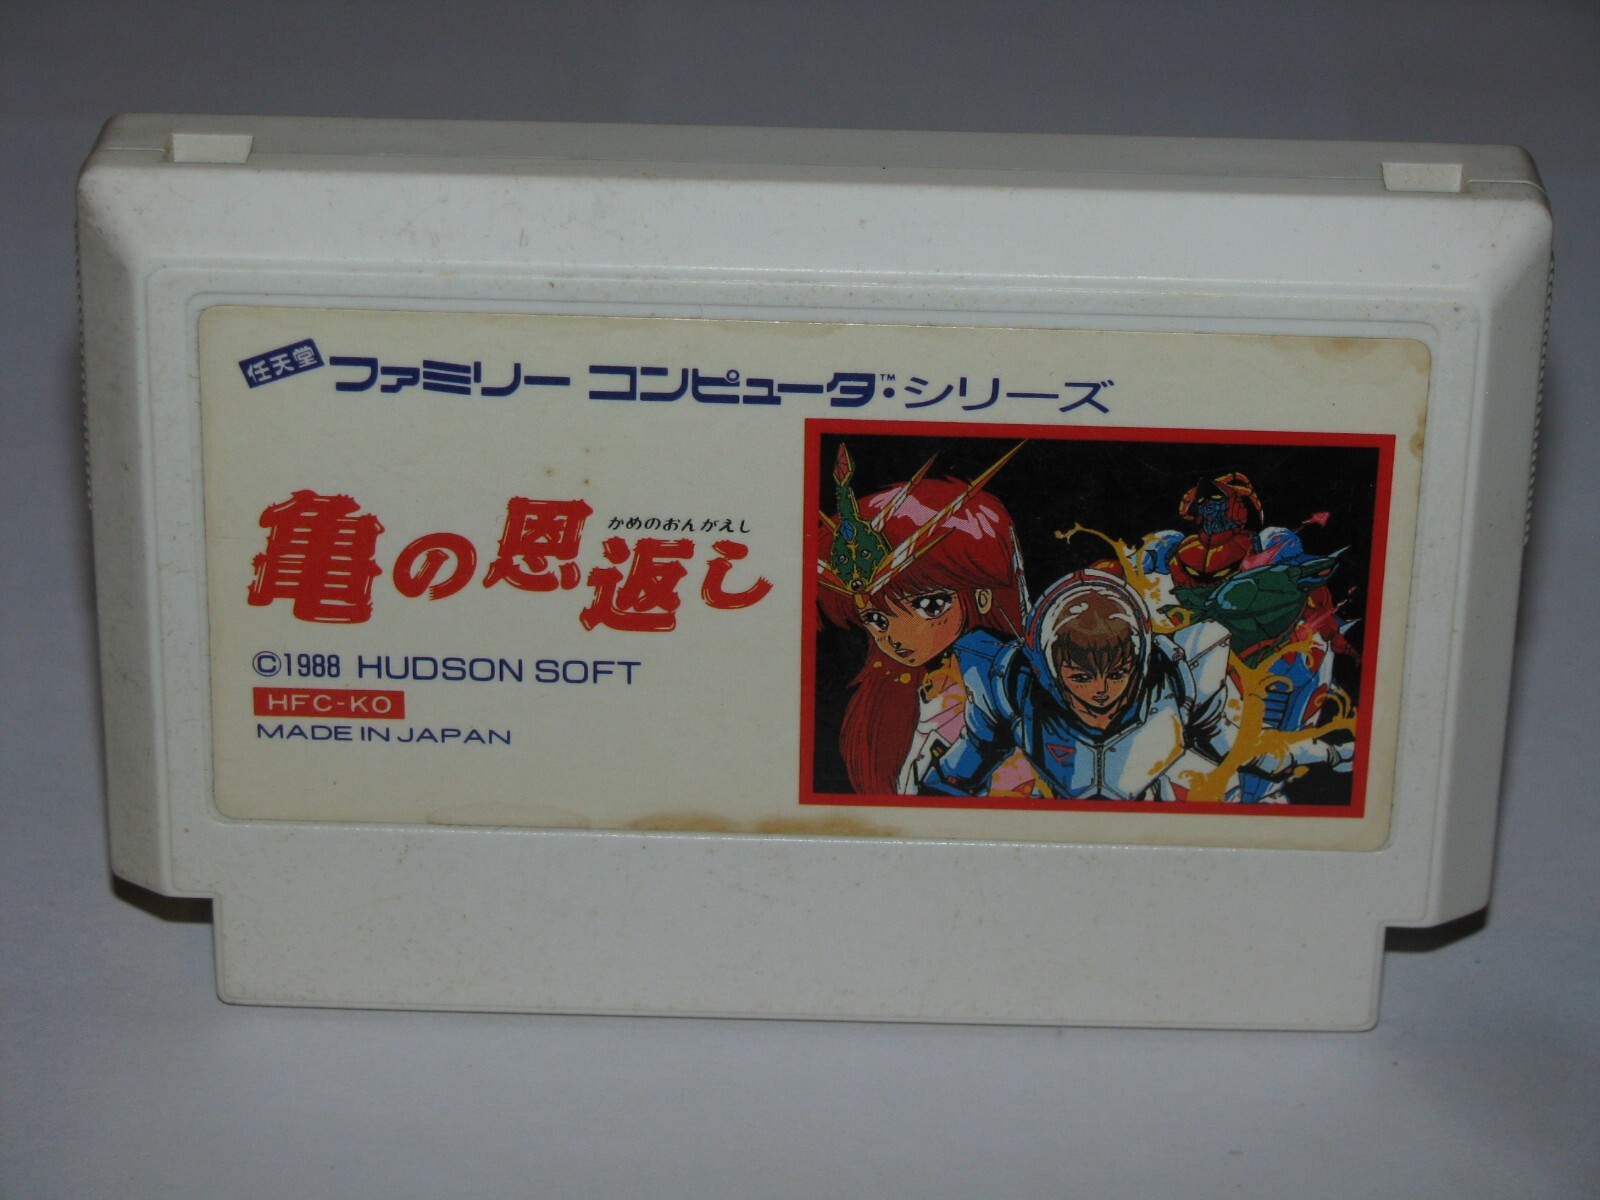 任天堂 ファミリー コンピュータ™・シリーズ
かめのおんがえし
亀の恩返し
©1988 HUDSON SOFT
HFC-KO
MADE IN JAPAN